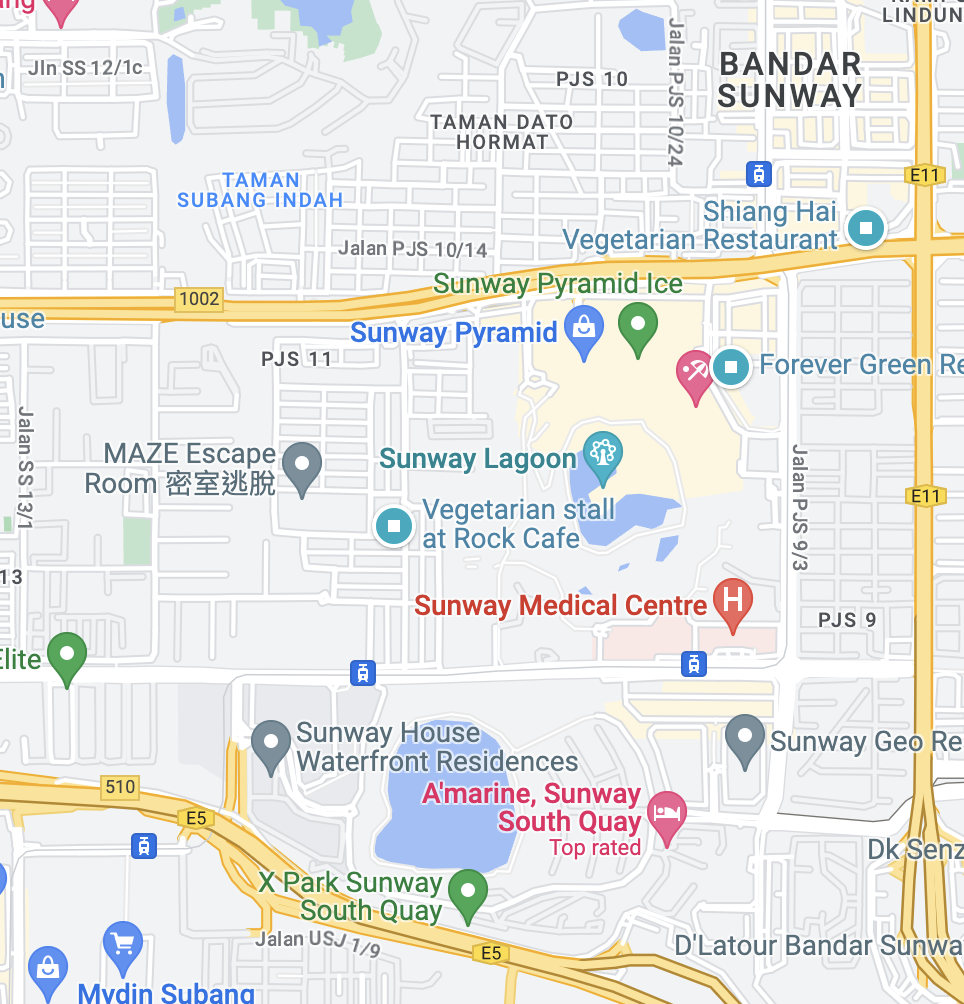 Jln SS 12/1c
PJS 10
Jalan PJS 10/24
BANDAR
SUNWAY
LINDUN
TAMAN DATO
HORMAT
E11
TAMAN
SUBANG INDAH
Shiang Hai
Vegetarian Restaurant
Jalan PJS 10/14
Sunway Pyramid Ice
1002
use
Sunway Pyramid
PJS 11
Forever Green Re
Jalan SS 13/1
MAZE Escape
Room 密室逃脫
Sunway Lagoon
Jalan PJS 9/3
E11
Vegetarian stall
at Rock Cafe
13
Sunway Medical Centre
H
PJS 9
Elite
Sunway House
Waterfront Residences
Sunway Geo Re
510
E5
A'marine, Sunway
South Quay
Top rated
Dk Senz
X Park Sunway
South Quay
Jalan USJ 1/9
E5
D'Latour Bandar Sunwa
Mydin Subang